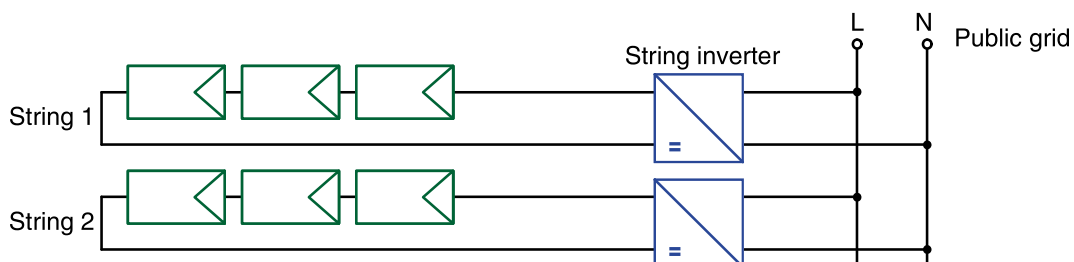 L N
Public grid
String inverter
String 1
=
String 2
=